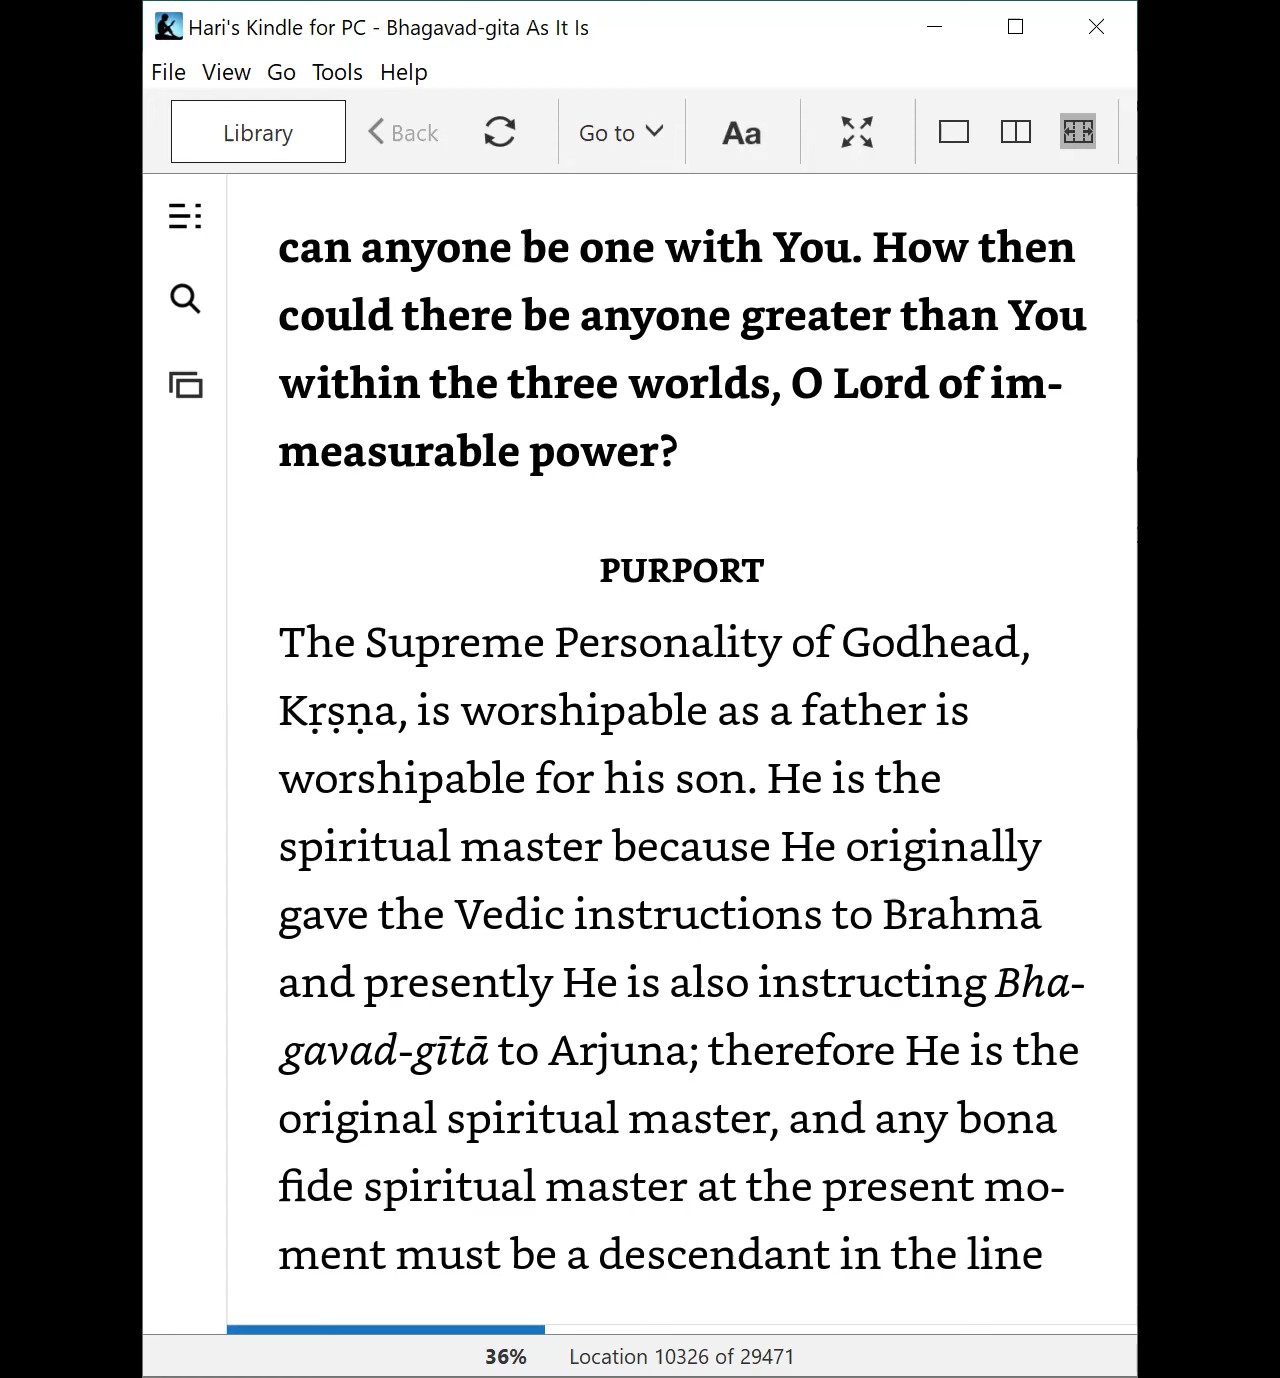 Hari's Kindle for PC - Bhagavad-gita As It Is
File View Go Tools Help
Library Back Go to Aa
can anyone be one with You. How then
could there be anyone greater than You
within the three worlds, O Lord of im-
measurable power?
PURPORT
The Supreme Personality of Godhead,
Kṛṣṇa, is worshipable as a father is
worshipable for his son. He is the
spiritual master because He originally
gave the Vedic instructions to Brahmā
and presently He is also instructing Bha-
gavad-gītā to Arjuna; therefore He is the
original spiritual master, and any bona
fide spiritual master at the present mo-
ment must be a descendant in the line
36% Location 10326 of 29471